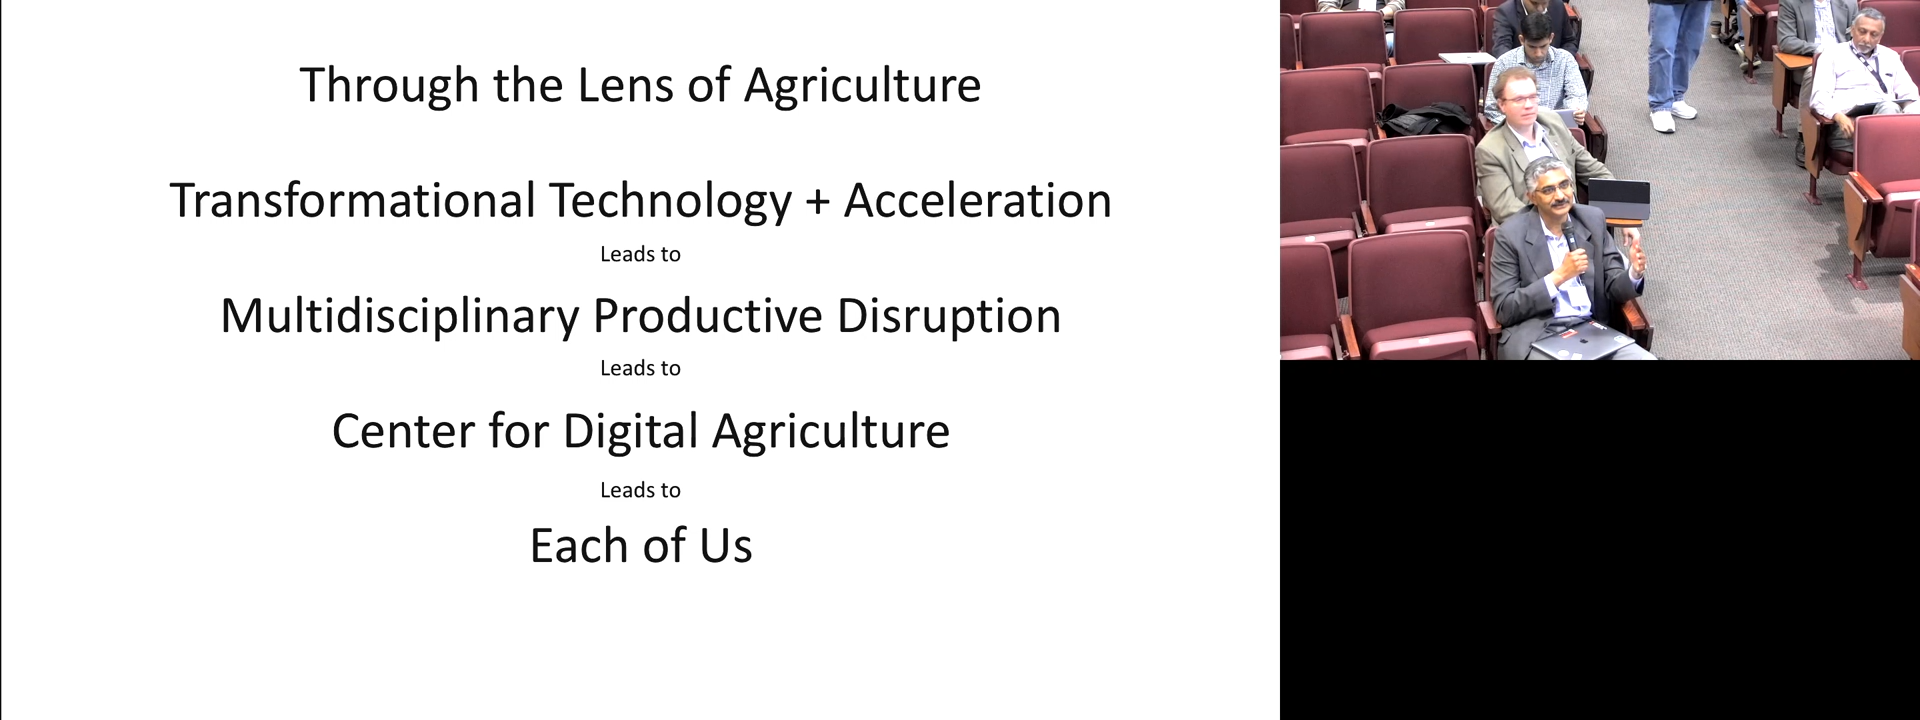 Through the Lens of Agriculture
Transformational Technology + Acceleration
Leads to
Multidisciplinary Productive Disruption
Leads to
Center for Digital Agriculture
Leads to
Each of Us